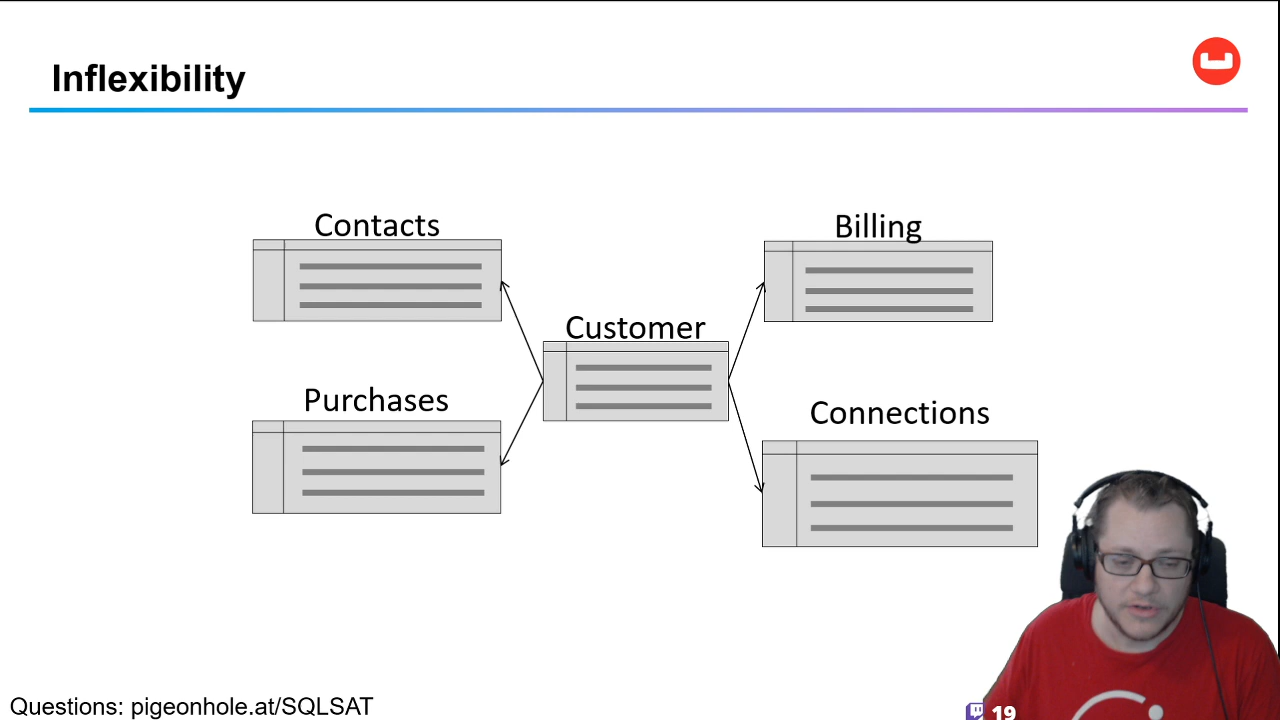 Inflexibility
Contacts
Billing
Customer
Purchases
Connections
Questions: pigeonhole.at/SQLSAT
19